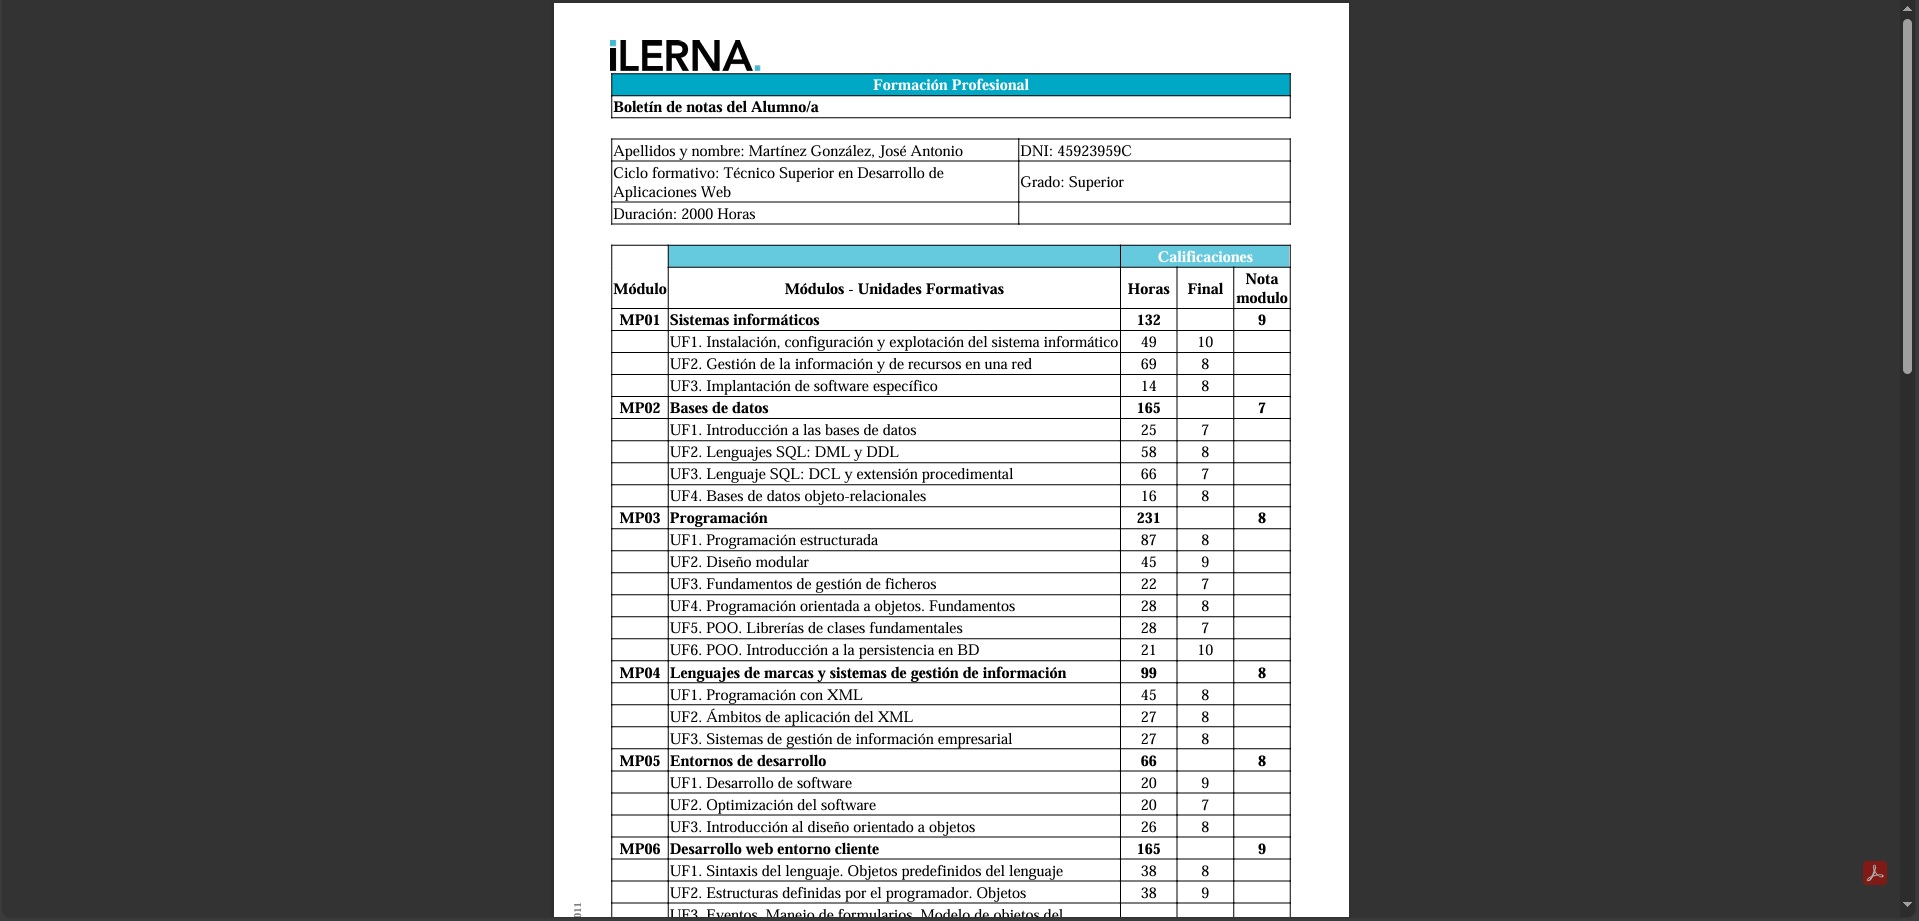 iLERNA.
Formación Profesional
Boletín de notas del Alumno/a
Apellidos y nombre: Martínez González, José Antonio DNI: 45923959C
Ciclo formativo: Técnico Superior en Desarrollo de
Aplicaciones Web
Grado: Superior
Duración: 2000 Horas
Calificaciones
Módulo Módulos - Unidades Formativas Horas Final Nota
modulo
MP01 Sistemas informáticos 132 9
UF1. Instalación, configuración y explotación del sistema informático 49 10
UF2. Gestión de la información y de recursos en una red 69 8
UF3. Implantación de software específico 14 8
MP02 Bases de datos 165 7
UF1. Introducción a las bases de datos 25 7
UF2. Lenguajes SQL: DML y DDL 58 8
UF3. Lenguaje SQL: DCL y extensión procedimental 66 7
UF4. Bases de datos objeto-relacionales 16 8
MP03 Programación 231 8
UF1. Programación estructurada 87 8
UF2. Diseño modular 45 9
UF3. Fundamentos de gestión de ficheros 22 7
UF4. Programación orientada a objetos. Fundamentos 28 8
UF5. POO. Librerías de clases fundamentales 28 7
UF6. POO. Introducción a la persistencia en BD 21 10
MP04 Lenguajes de marcas y sistemas de gestión de información 99 8
UF1. Programación con XML 45 8
UF2. Ámbitos de aplicación del XML 27 8
UF3. Sistemas de gestión de información empresarial 27 8
MP05 Entornos de desarrollo 66 8
UF1. Desarrollo de software 20 9
UF2. Optimización del software 20 7
UF3. Introducción al diseño orientado a objetos 26 8
MP06 Desarrollo web entorno cliente 165 9
UF1. Sintaxis del lenguaje. Objetos predefinidos del lenguaje 38 8
UF2. Estructuras definidas por el programador. Objetos 38 9
UF3. Eventos. Manejo de formularios. Modelo de objetos del
011